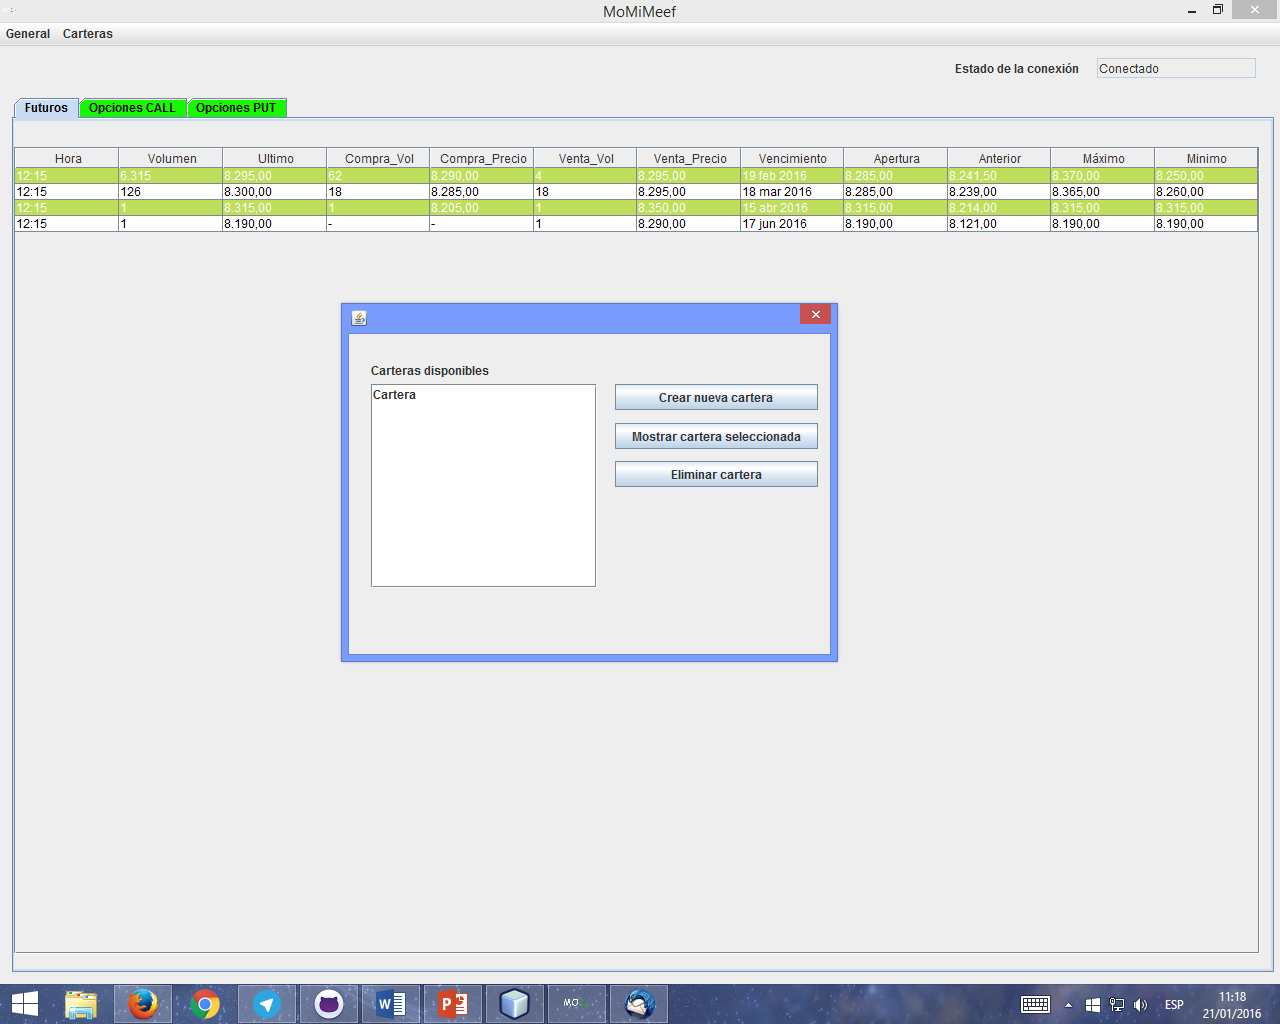 MoMiMeef
General Carteras
Estado de la conexión Conectado
Futuros Opciones CALL Opciones PUT
Hora Volumen Ultimo Compra_Vol Compra_Precio Venta_Vol Venta_Precio Vencimiento Apertura Anterior Máximo Minimo
12:15 6.315 8.295,00 62 8.290,00 4 8.295,00 19 feb 2016 8.285,00 8.241,50 8.370,00 8.250,00
12:15 126 8.300,00 18 8.285,00 18 8.295,00 18 mar 2016 8.285,00 8.239,00 8.365,00 8.260,00
12:15 1 8.315,00 1 8.205,00 1 8.350,00 15 abr 2016 8.315,00 8.214,00 8.315,00 8.315,00
12:15 1 8.190,00 - - 1 8.290,00 17 jun 2016 8.190,00 8.121,00 8.190,00 8.190,00
Carteras disponibles
Cartera
Crear nueva cartera
Mostrar cartera seleccionada
Eliminar cartera
ESP
11:18
21/01/2016